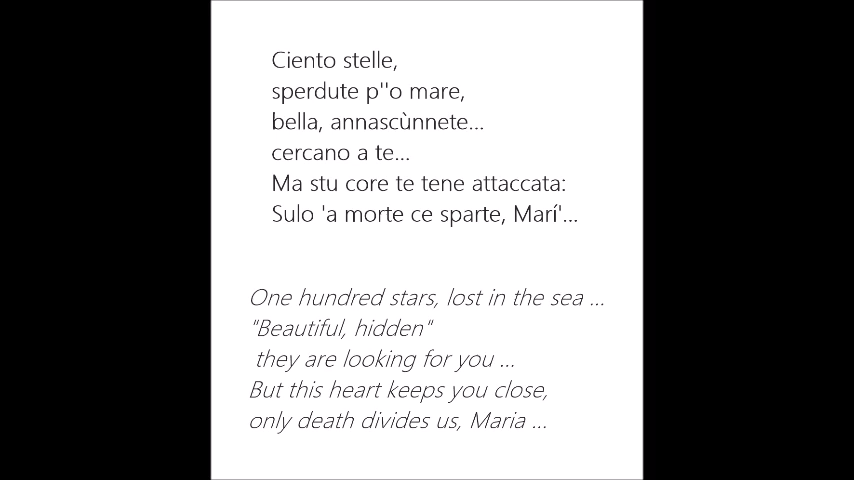 Ciento stelle,
sperdute p''o mare,
bella, annascùnnete...
cercano a te...
Ma stu core te tene attaccata:
Sulo 'a morte ce sparte, Marí'...
One hundred stars, lost in the sea ...
"Beautiful, hidden"
they are looking for you ...
But this heart keeps you close,
only death divides us, Maria ...